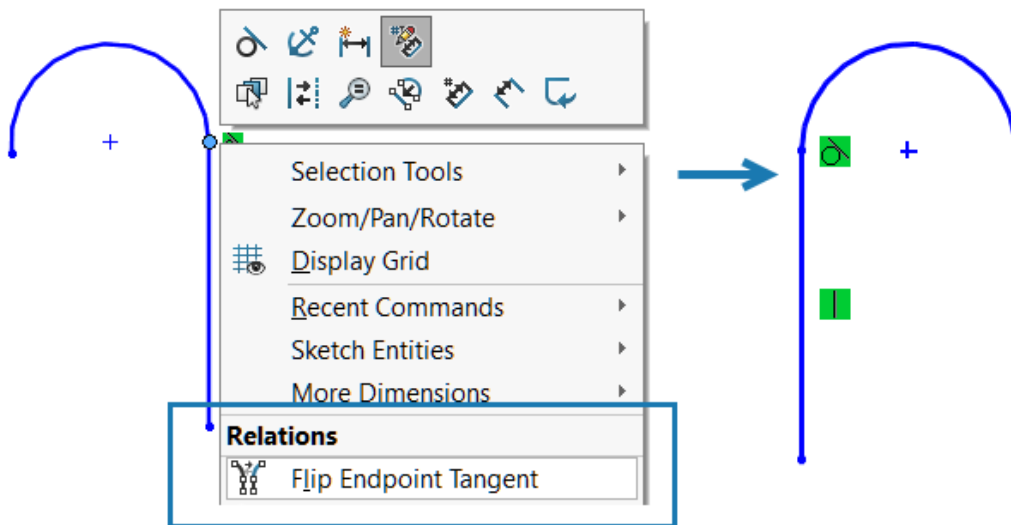 Selection Tools
Zoom/Pan/Rotate
Display Grid
Recent Commands
Sketch Entities
More Dimensions
Relations
Flip Endpoint Tangent